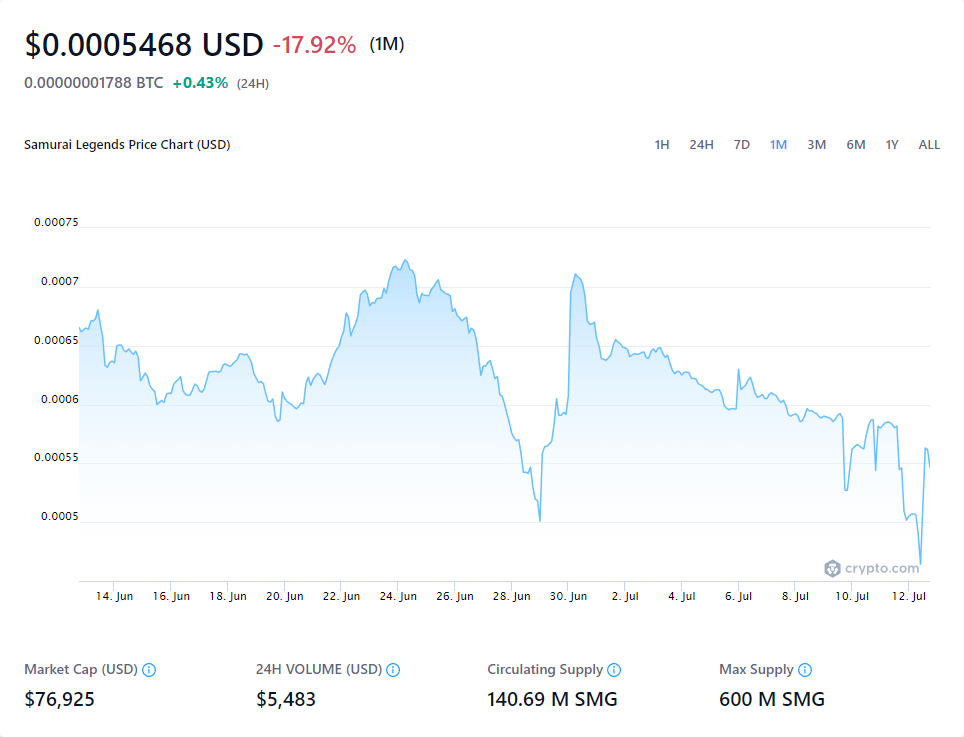 $0.0005468 USD -17.92% (1M)
0.00000001788 BTC +0.43% (24H)
Samurai Legends Price Chart (USD)
1H 24H 7D 1M 3M 6M 1Y ALL
0.00075
0.0007
0.00065
0.0006
0.00055
0.0005
crypto.com
14. Jun 16. Jun 18. Jun 20. Jun 22. Jun 24. Jun 26. Jun 28. Jun 30. Jun 2. Jul 4. Jul 6. Jul 8. Jul 10. Jul 12. Jul
Market Cap (USD) 24H VOLUME (USD) Circulating Supply Max Supply
$76,925 $5,483 140.69 M SMG 600 M SMG